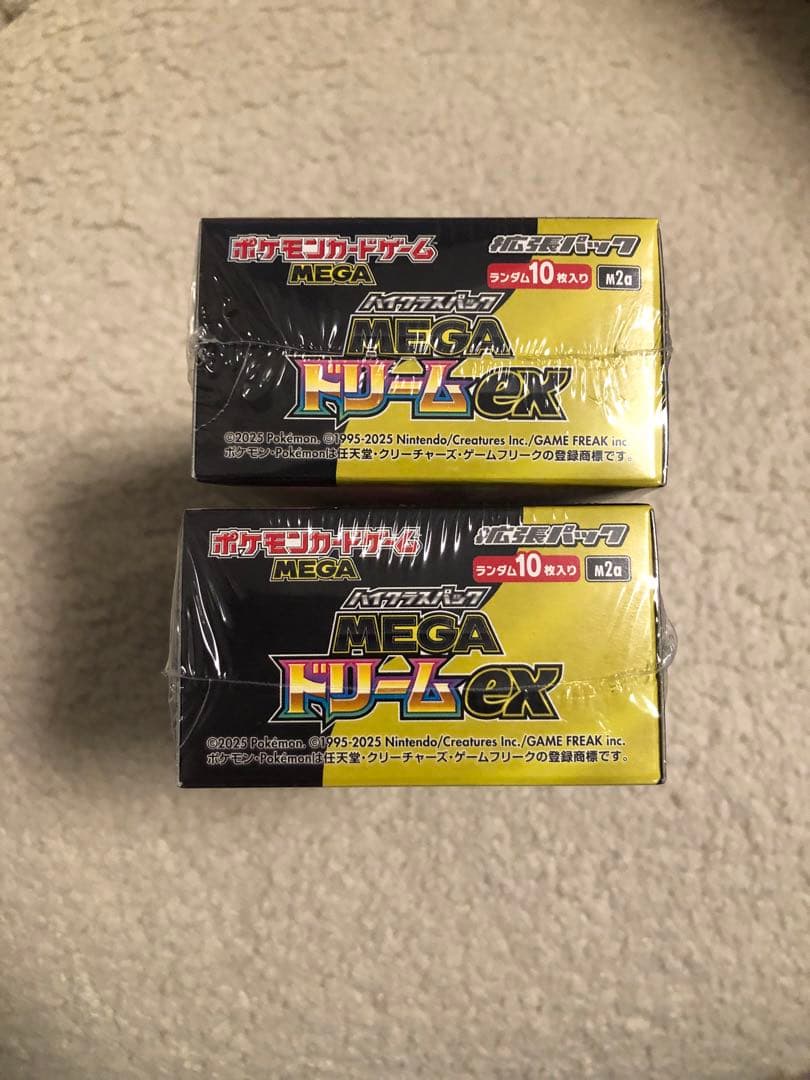 ポケモンカードゲーム 拡張パック
MEGA ランダム10枚入り M2a
ハイクラスパック
MEGA
ドリームex
©2025 Pokémon. ©1995-2025 Nintendo/Creatures Inc./GAME FREAK inc.
ポケモン・Pokémonは任天堂・クリーチャーズ・ゲームフリークの登録商標です。
ポケモンカードゲーム 拡張パック
MEGA ランダム10枚入り M2a
ハイクラスパック
MEGA
ドリームex
©2025 Pokémon. ©1995-2025 Nintendo/Creatures Inc./GAME FREAK inc.
ポケモン・Pokémonは任天堂・クリーチャーズ・ゲームフリークの登録商標です。